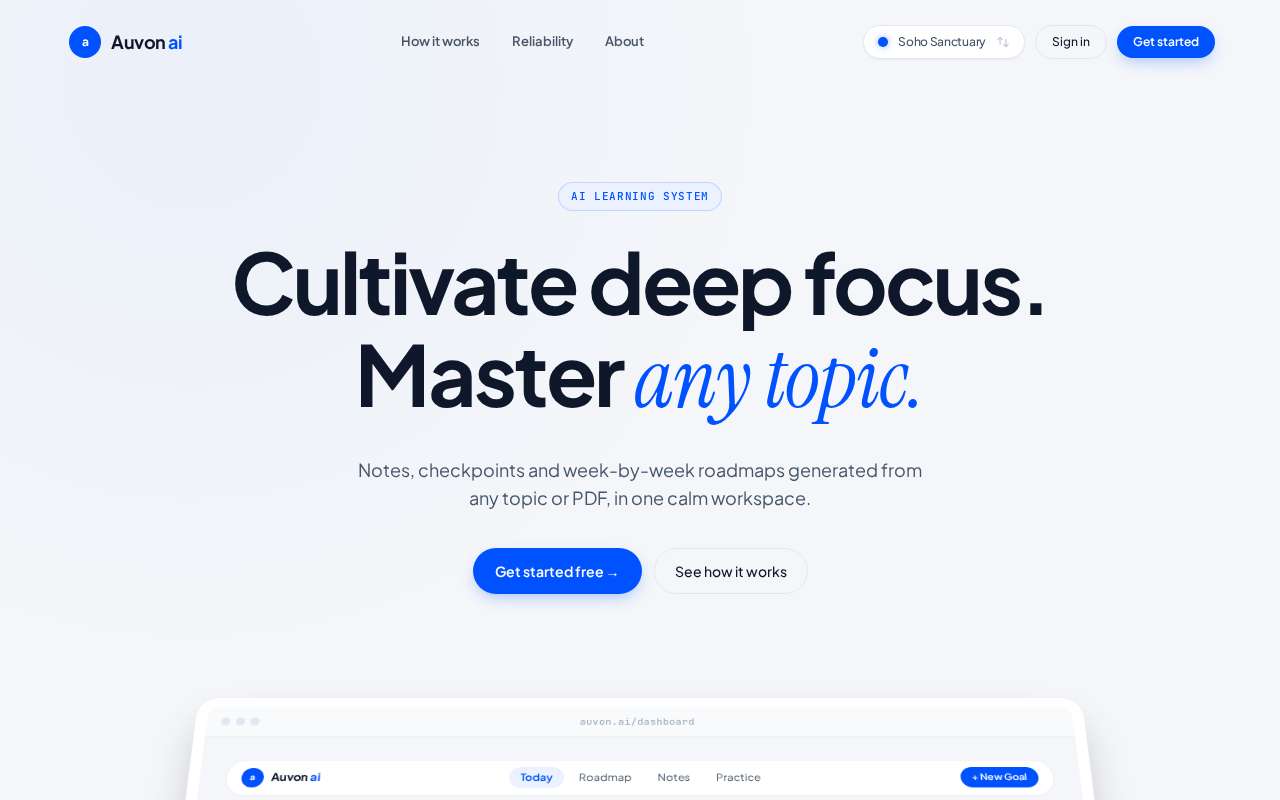 a Auvon ai How it works Reliability About Soho Sanctuary Sign in Get started
AI LEARNING SYSTEM
Cultivate deep focus.
Master any topic.
Notes, checkpoints and week-by-week roadmaps generated from
any topic or PDF, in one calm workspace.
Get started free → See how it works
auvon.ai/dashboard
a Auvon ai Today Roadmap Notes Practice + New Goal